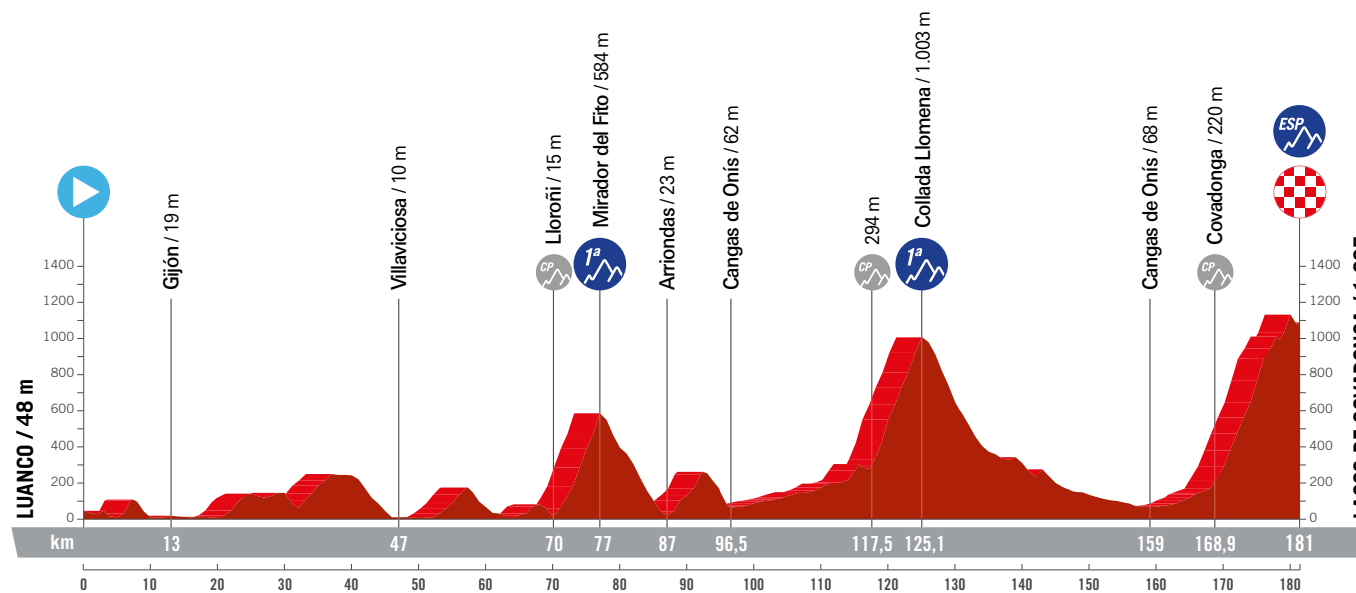 LUANCO / 48 m
Gijón / 19 m
Villaviciosa / 10 m
Lloroñi / 15 m
CP
Mirador del Fito / 584 m
1ª
Arriondas / 23 m
Cangas de Onís / 62 m
294 m
CP
Collada Llomena / 1.003 m
1ª
Cangas de Onís / 68 m
Covadonga / 220 m
CP
ESP
1400
1200
1000
800
600
400
200
0
1400
1200
1000
800
600
400
200
0
km 13 47 70 77 87 96,5 117,5 125,1 159 168,9 181
0 10 20 30 40 50 60 70 80 90 100 110 120 130 140 150 160 170 180